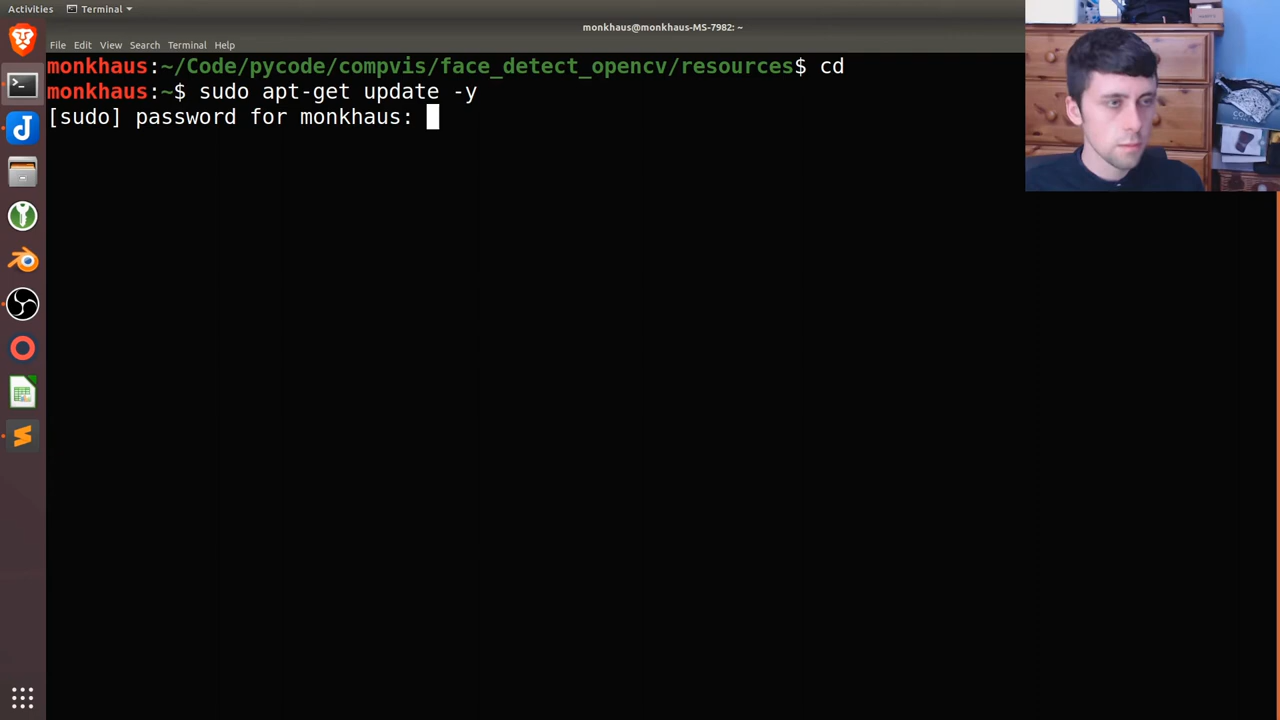 Activities
Terminal
monkhaus@monkhaus-MS-7982: ~
File Edit View Search Terminal Help
monkhaus:~/Code/pycode/compvis/face_detect_opencv/resources$ cd
monkhaus:~$ sudo apt-get update -y
[sudo] password for monkhaus: